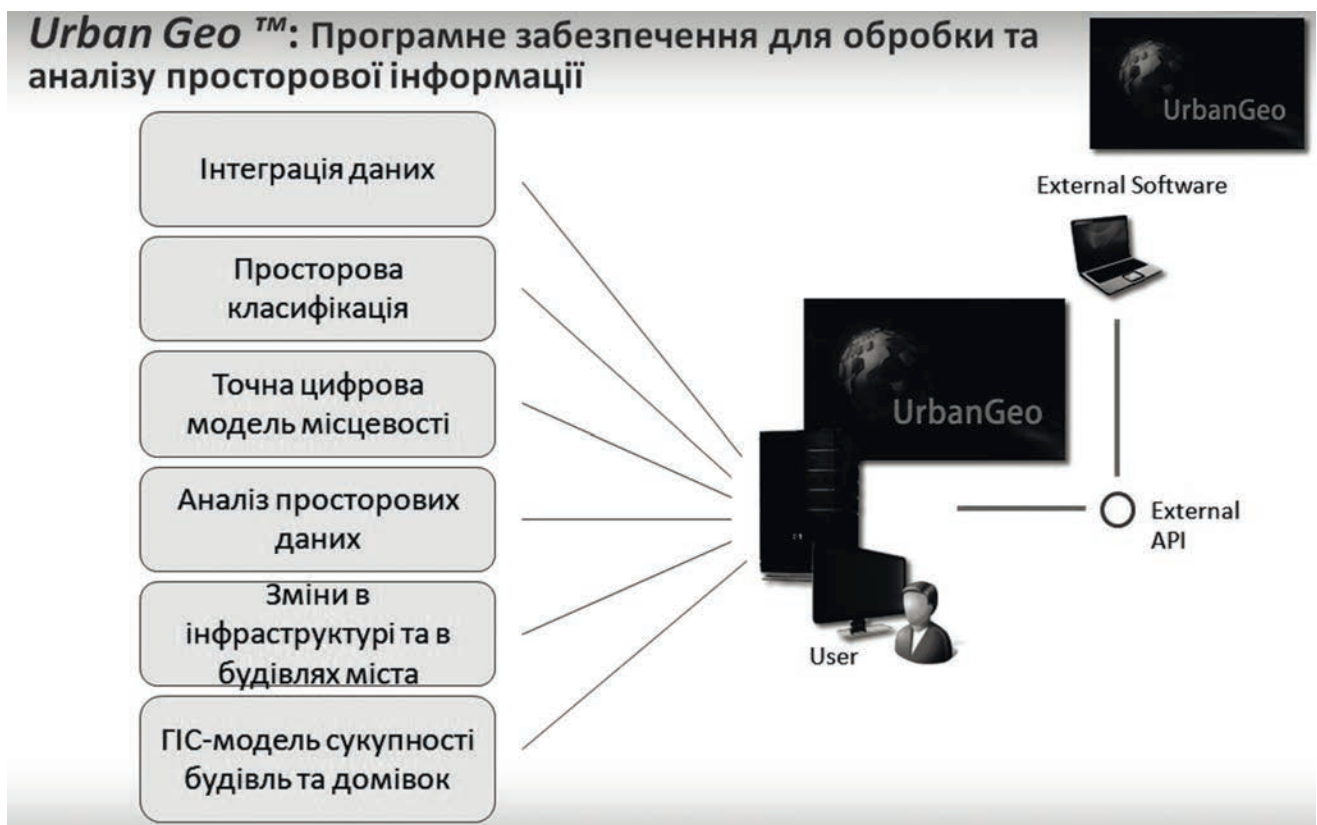 Urban Geo ™: Програмне забезпечення для обробки та
аналізу просторової інформації
UrbanGeo
Інтеграція даних
External Software
Просторова
класифікація
Точна цифрова
модель місцевості
UrbanGeo
Аналіз просторових
даних
External
API
Зміни в
інфраструктурі та в
будівлях міста
User
ГІС-модель сукупності
будівль та домівок